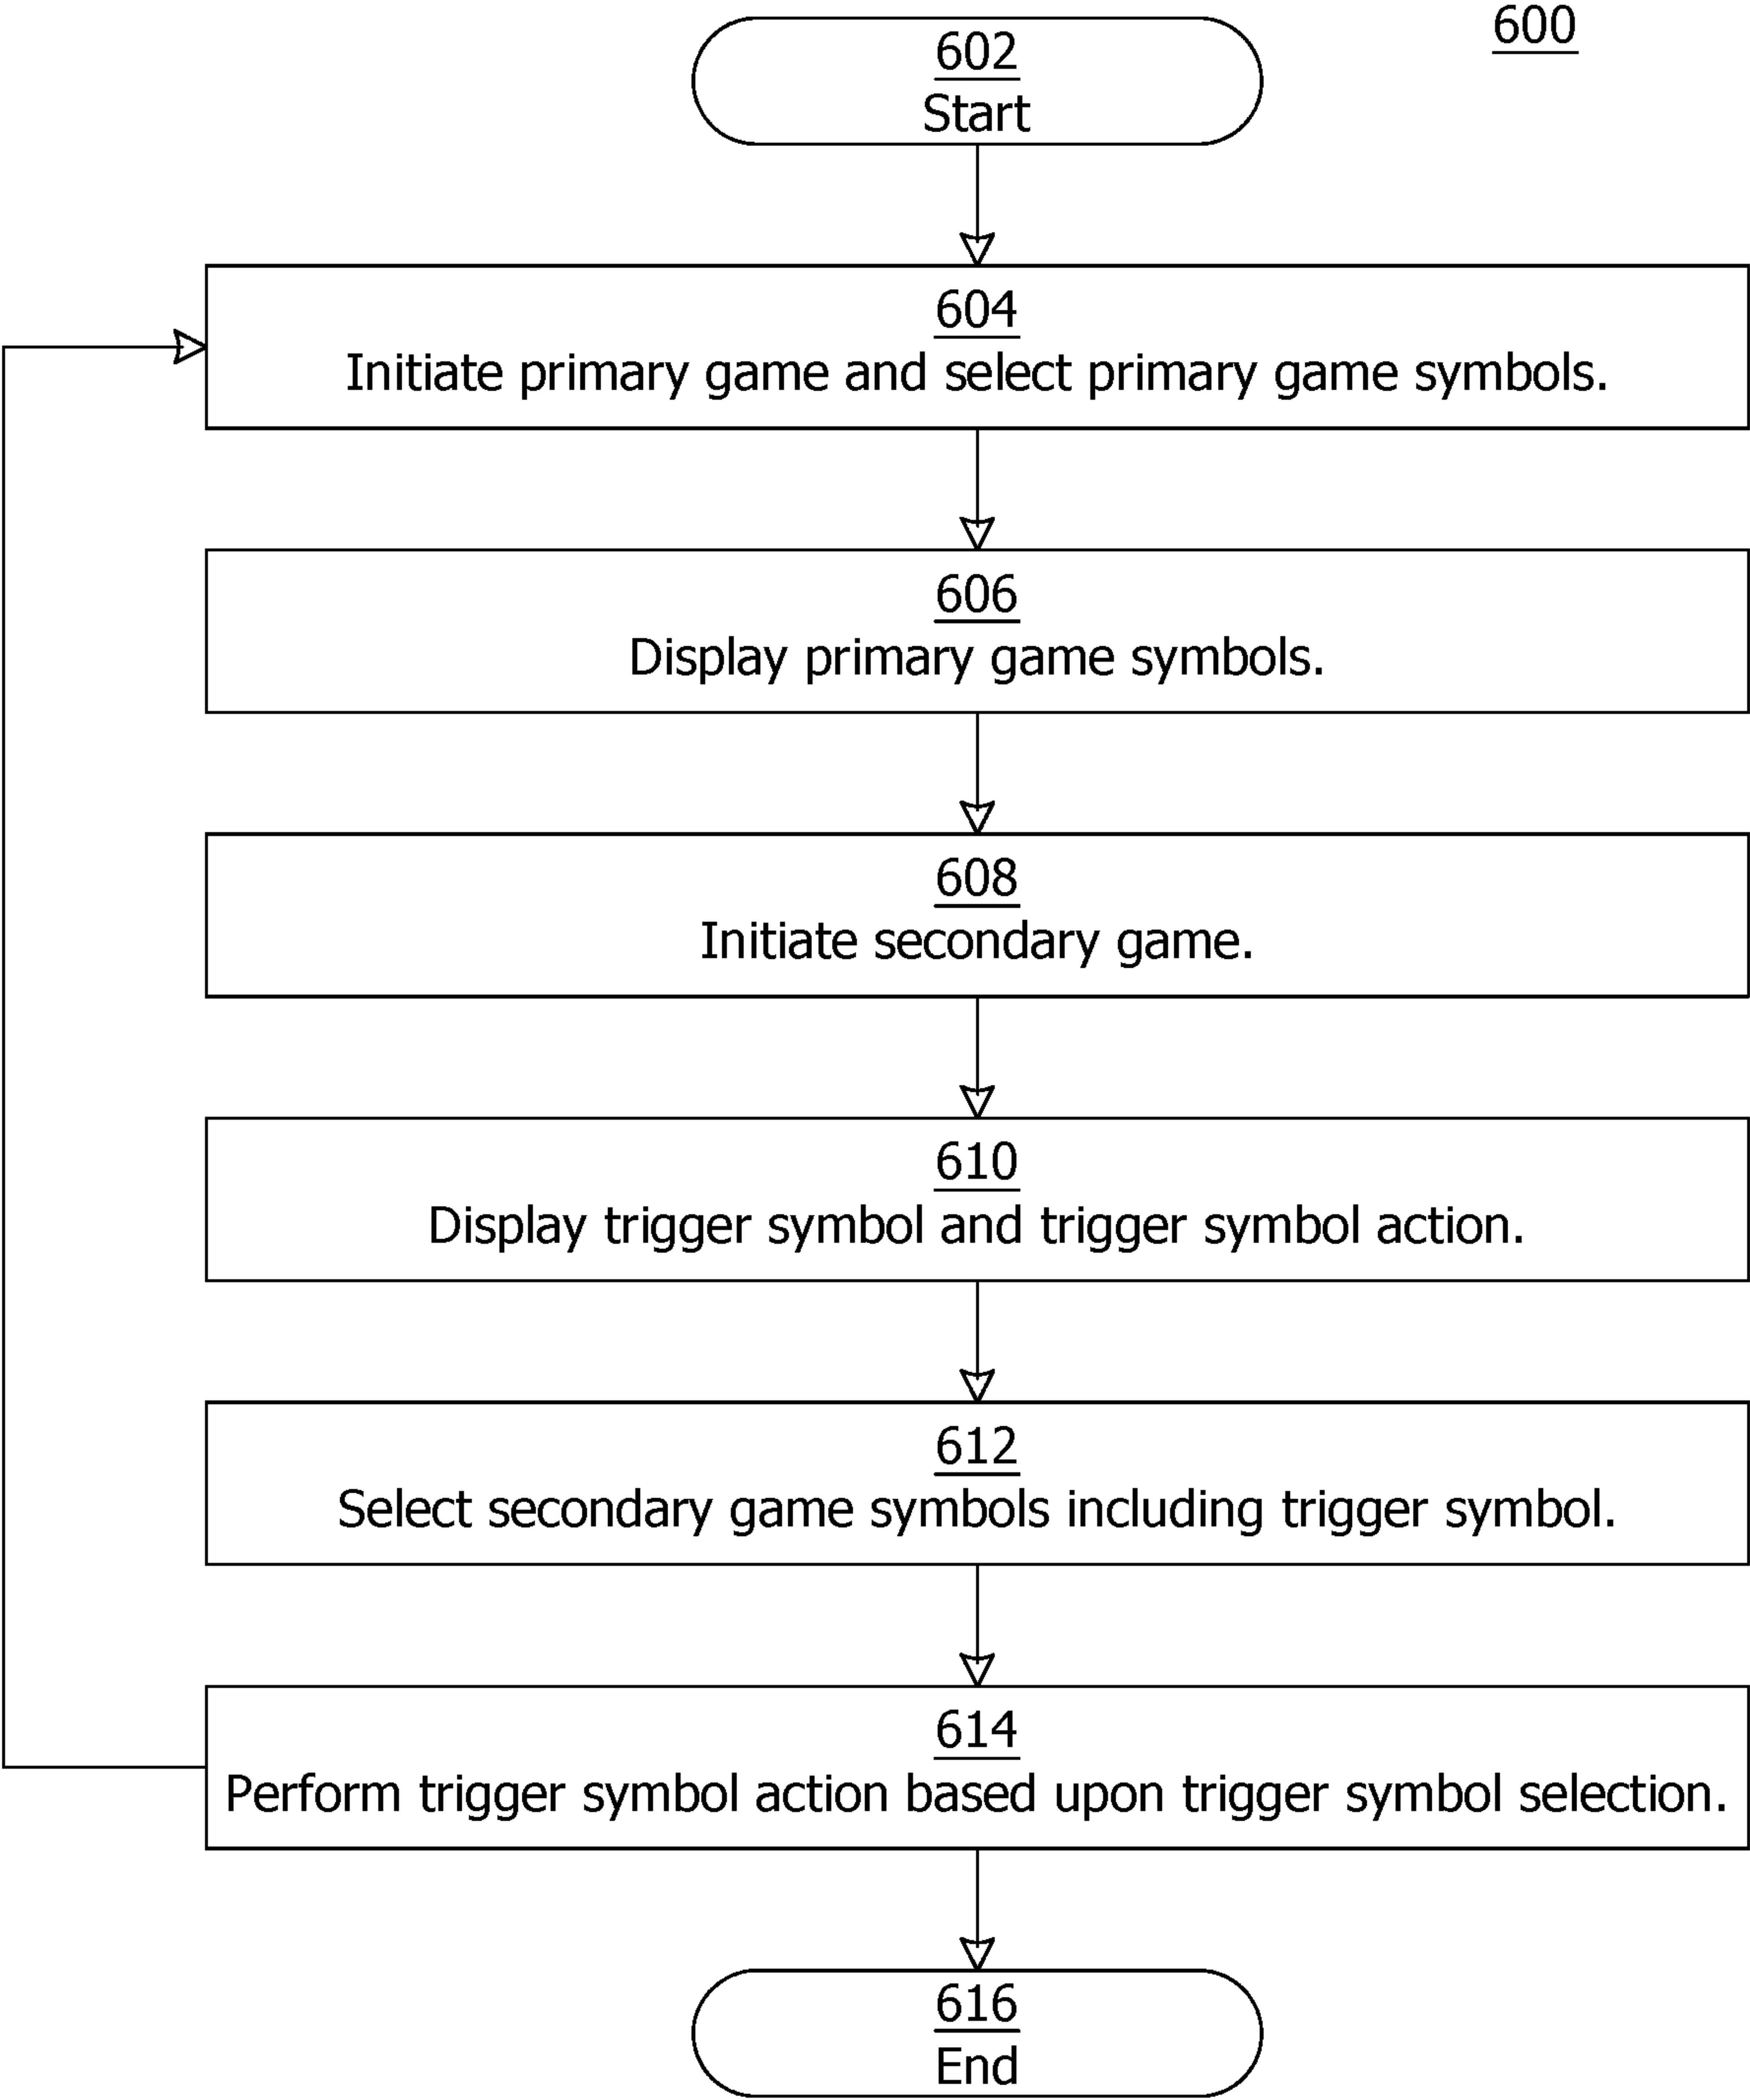 600
602
Start
604
Initiate primary game and select primary game symbols.
606
Display primary game symbols.
608
Initiate secondary game.
610
Display trigger symbol and trigger symbol action.
612
Select secondary game symbols including trigger symbol.
614
Perform trigger symbol action based upon trigger symbol selection.
616
End